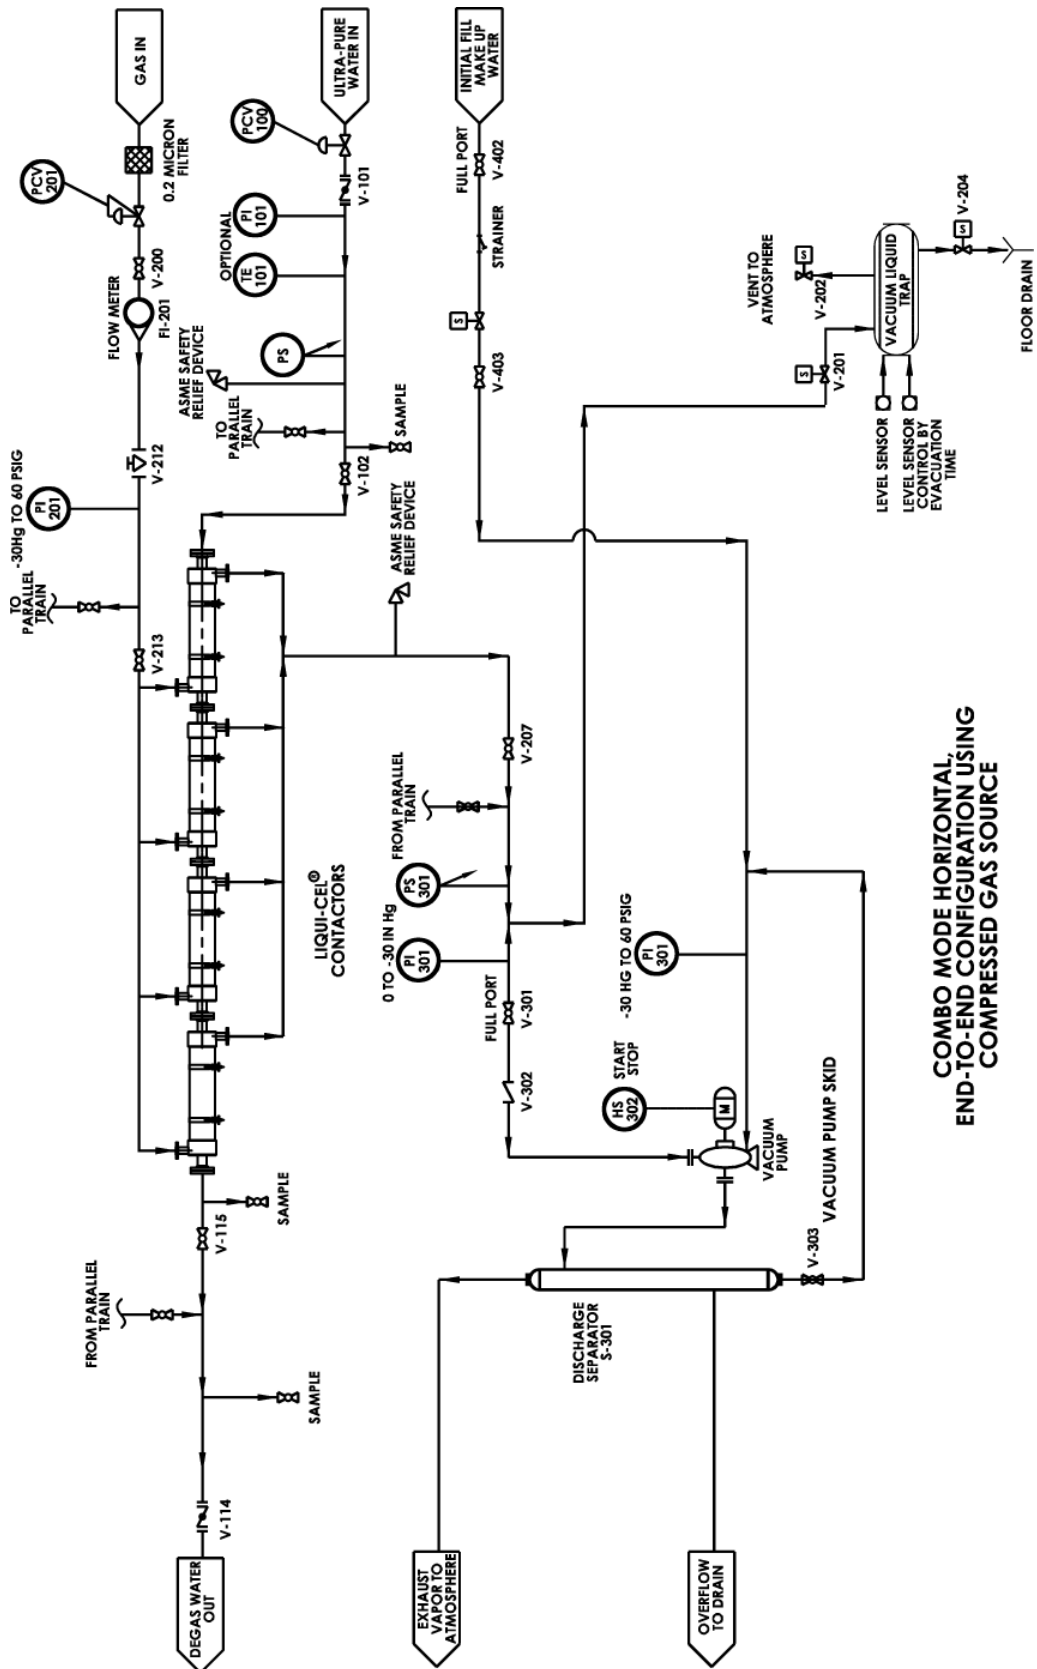 GAS IN
0.2 MICRON
FILTER
PCV
201
V-200
FLOW METER
FI-201
V-212
-30Hg TO 60 PSIG
PI
201
TO
PARALLEL
TRAIN
V-213
ULTRA-PURE
WATER IN
PCV
100
V-101
OPTIONAL
PI
101
TE
101
PS
ASME SAFETY
RELIEF DEVICE
TO
PARALLEL
TRAIN
SAMPLE
V-102
ASME SAFETY
RELIEF DEVICE
INITIAL FILL
MAKE UP
WATER
FULL PORT
V-402
STRAINER
S
V-403
VENT TO
ATMOSPHERE
S
V-202
S
V-204
S
V-201
VACUUM LIQUID
TRAP
FLOOR DRAIN
LEVEL SENSOR
LEVEL SENSOR
CONTROL BY
EVACUATION
TIME
LIQUI-CEL®
CONTACTORS
V-207
FROM PARALLEL
TRAIN
PS
301
0 TO -30 IN Hg
PI
301
FULL PORT
V-301
V-302
-30 HG TO 60 PSIG
PI
301
START
STOP
HS
302
M
VACUUM
PUMP
VACUUM PUMP SKID
V-303
DISCHARGE
SEPARATOR
S-301
SAMPLE
V-115
FROM PARALLEL
TRAIN
SAMPLE
V-114
DEGAS WATER
OUT
EXHAUST
VAPOR TO
ATMOSPHERE
OVERFLOW
TO DRAIN
COMBO MODE HORIZONTAL,
END-TO-END CONFIGURATION USING
COMPRESSED GAS SOURCE